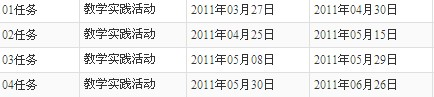 01任务 教学实践活动 2011年03月27日 2011年04月30日
02任务 教学实践活动 2011年04月25日 2011年05月15日
03任务 教学实践活动 2011年05月08日 2011年05月29日
04任务 教学实践活动 2011年05月30日 2011年06月26日